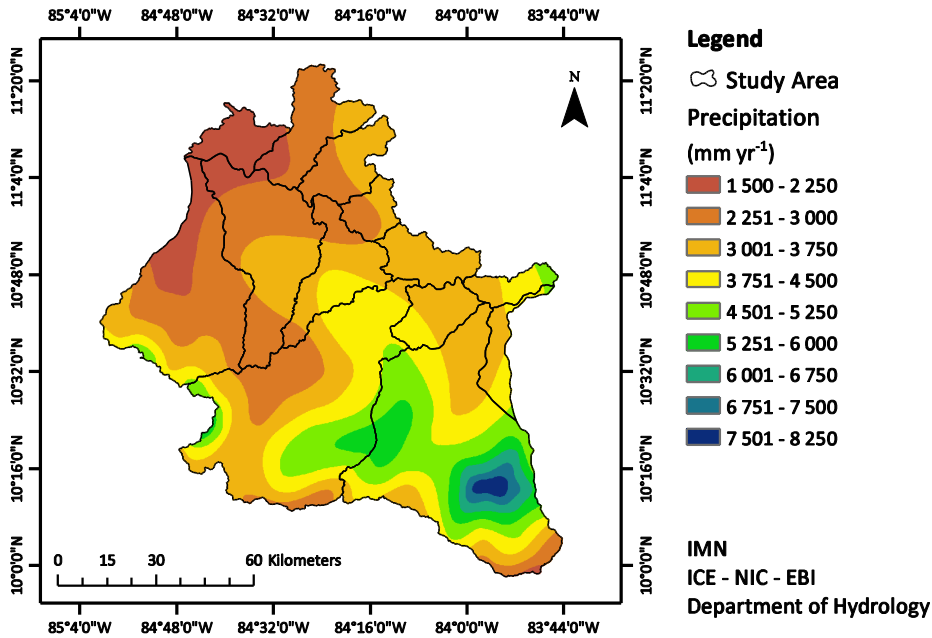 85°4'0"W 84°48'0"W 84°32'0"W 84°16'0"W 84°0'0"W 83°44'0"W
11°20'0"N
11°4'0"N
10°48'0"N
10°32'0"N
10°16'0"N
10°0'0"N
N
0 15 30 60 Kilometers
11°20'0"N
11°4'0"N
10°48'0"N
10°32'0"N
10°16'0"N
10°0'0"N
85°4'0"W 84°48'0"W 84°32'0"W 84°16'0"W 84°0'0"W 83°44'0"W
Legend
Study Area
Precipitation
(mm yr⁻¹)
1 500 - 2 250
2 251 - 3 000
3 001 - 3 750
3 751 - 4 500
4 501 - 5 250
5 251 - 6 000
6 001 - 6 750
6 751 - 7 500
7 501 - 8 250
IMN
ICE - NIC - EBI
Department of Hydrology